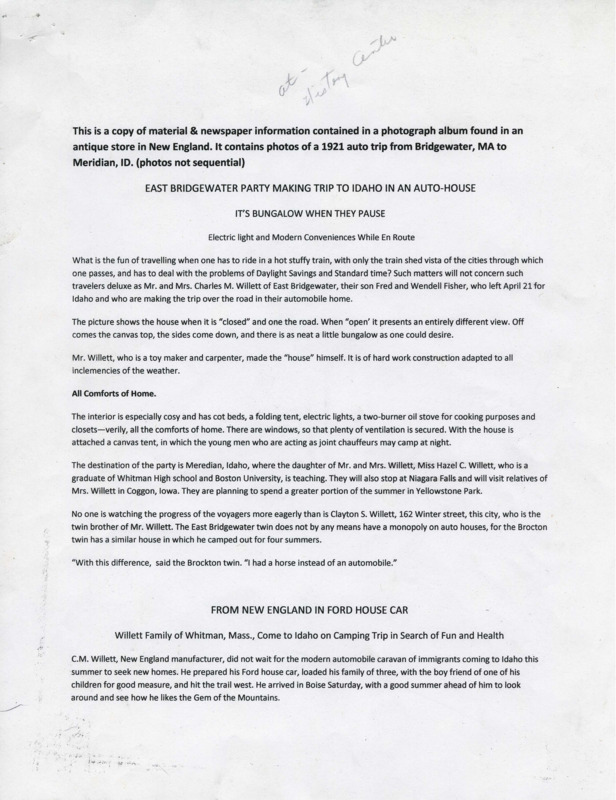 at -
History Center
This is a copy of material & newspaper information contained in a photograph album found in an
antique store in New England. It contains photos of a 1921 auto trip from Bridgewater, MA to
Meridian, ID. (photos not sequential)
EAST BRIDGEWATER PARTY MAKING TRIP TO IDAHO IN AN AUTO-HOUSE
IT'S BUNGALOW WHEN THEY PAUSE
Electric light and Modern Conveniences While En Route
What is the fun of travelling when one has to ride in a hot stuffy train, with only the train shed vista of the cities through which
one passes, and has to deal with the problems of Daylight Savings and Standard time? Such matters will not concern such
travelers deluxe as Mr. and Mrs. Charles M. Willett of East Bridgewater, their son Fred and Wendell Fisher, who left April 21 for
Idaho and who are making the trip over the road in their automobile home.
The picture shows the house when it is "closed" and one the road. When "open' it presents an entirely different view. Off
comes the canvas top, the sides come down, and there is as neat a little bungalow as one could desire.
Mr. Willett, who is a toy maker and carpenter, made the "house" himself. It is of hard work construction adapted to all
inclemencies of the weather.
All Comforts of Home.
The interior is especially cosy and has cot beds, a folding tent, electric lights, a two-burner oil stove for cooking purposes and
closets—verily, all the comforts of home. There are windows, so that plenty of ventilation is secured. With the house is
attached a canvas tent, in which the young men who are acting as joint chauffeurs may camp at night.
The destination of the party is Meredian, Idaho, where the daughter of Mr. and Mrs. Willett, Miss Hazel C. Willett, who is a
graduate of Whitman High school and Boston University, is teaching. They will also stop at Niagara Falls and will visit relatives of
Mrs. Willett in Coggon, Iowa. They are planning to spend a greater portion of the summer in Yellowstone Park.
No one is watching the progress of the voyagers more eagerly than is Clayton S. Willett, 162 Winter street, this city, who is the
twin brother of Mr. Willett. The East Bridgewater twin does not by any means have a monopoly on auto houses, for the Brocton
twin has a similar house in which he camped out for four summers.
"With this difference, said the Brockton twin. "I had a horse instead of an automobile."
FROM NEW ENGLAND IN FORD HOUSE CAR
Willett Family of Whitman, Mass., Come to Idaho on Camping Trip in Search of Fun and Health
C.M. Willett, New England manufacturer, did not wait for the modern automobile caravan of immigrants coming to Idaho this
summer to seek new homes. He prepared his Ford house car, loaded his family of three, with the boy friend of one of his
children for good measure, and hit the trail west. He arrived in Boise Saturday, with a good summer ahead of him to look
around and see how he likes the Gem of the Mountains.